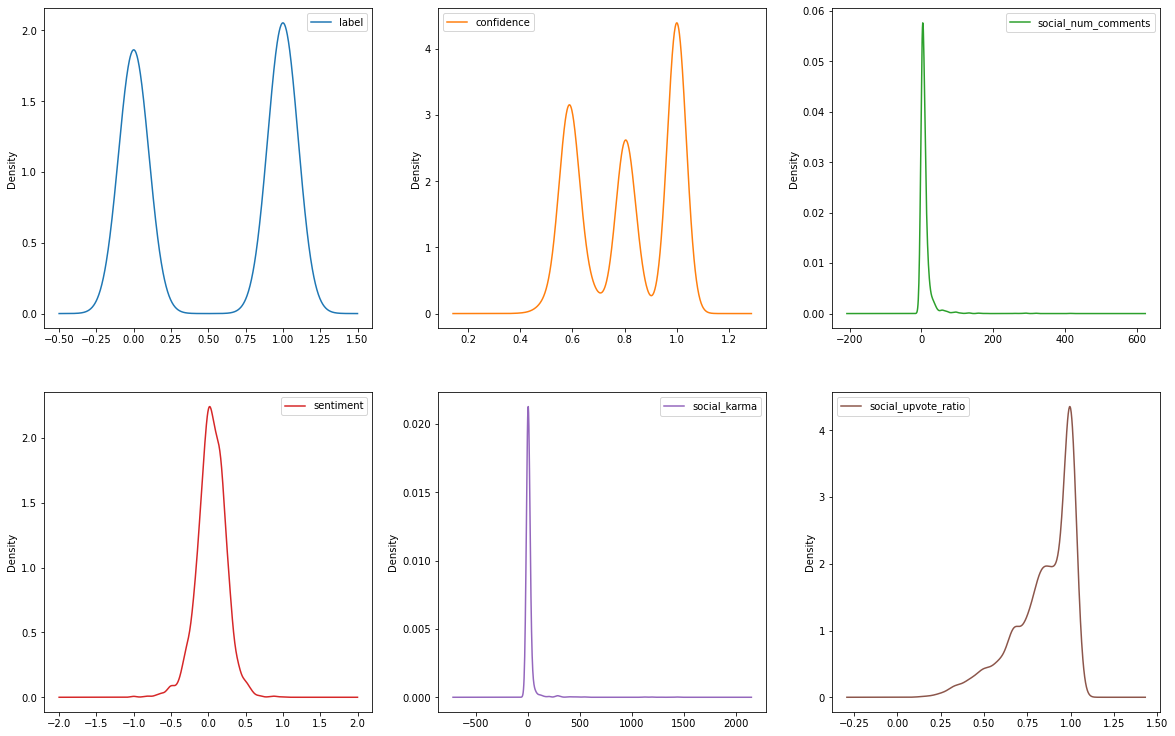 label
Density
0.0
0.5
1.0
1.5
2.0
−0.50 −0.25 0.00 0.25 0.50 0.75 1.00 1.25 1.50
confidence
Density
0
1
2
3
4
0.2 0.4 0.6 0.8 1.0 1.2
social_num_comments
Density
0.00
0.01
0.02
0.03
0.04
0.05
0.06
−200 0 200 400 600
sentiment
Density
0.0
0.5
1.0
1.5
2.0
−2.0 −1.5 −1.0 −0.5 0.0 0.5 1.0 1.5 2.0
social_karma
Density
0.000
0.005
0.010
0.015
0.020
−500 0 500 1000 1500 2000
social_upvote_ratio
Density
0
1
2
3
4
−0.25 0.00 0.25 0.50 0.75 1.00 1.25 1.50